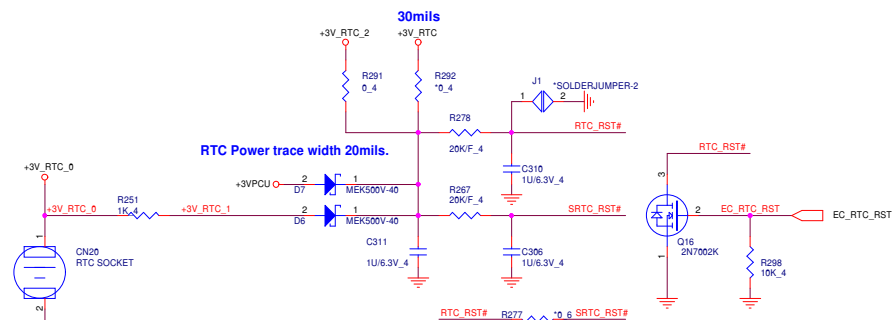 30mils
+3V_RTC_2
+3V_RTC
R291
0_4
R292
*0_4
J1
*SOLDERJUMPER-2
1
2
R278
RTC_RST#
20K/F_4
RTC Power trace width 20mils.
RTC_RST#
C310
1U/6.3V_4
+3V_RTC_0
+3VPCU
2
1
D7
MEK500V-40
R267
20K/F_4
3
R251
+3V_RTC_0
1K_4
+3V_RTC_1
2
1
D6
MEK500V-40
SRTC_RST#
2
EC_RTC_RST
EC_RTC_RST
1
CN20
RTC SOCKET
C311
1U/6.3V_4
C306
1U/6.3V_4
Q16
2N7002K
1
R298
10K_4
2
RTC_RST#
R277
*0_6
SRTC_RST#